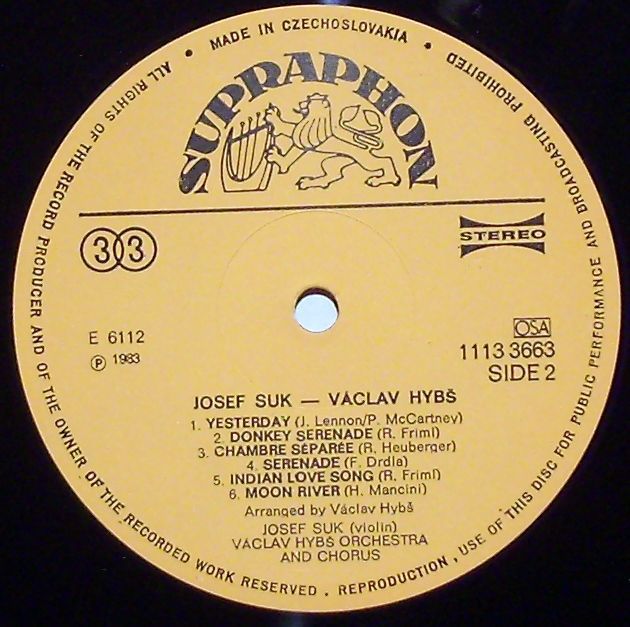 ALL RIGHTS OF THE RECORD PRODUCER AND OF THE OWNER OF THE RECORDED WORK RESERVED . REPRODUCTION, USE OF THIS DISC FOR PUBLIC PERFORMANCE AND BROADCASTING PROHIBITED
• MADE IN CZECHOSLOVAKIA •
SUPRAPHON
33
STEREO
E 6112
℗ 1983
OSA
1113 3663
SIDE 2
JOSEF SUK — VÁCLAV HYBŠ
1. YESTERDAY (J. Lennon/P. McCartney)
2. DONKEY SERENADE (R. Friml)
3. CHAMBRE SÉPARÉE (R. Heuberger)
4. SERENADE (F. Drdla)
5. INDIAN LOVE SONG (R. Friml)
6. MOON RIVER (H. Mancini)
Arranged by Václav Hybš
JOSEF SUK (violin)
VÁCLAV HYBŠ ORCHESTRA
AND CHORUS